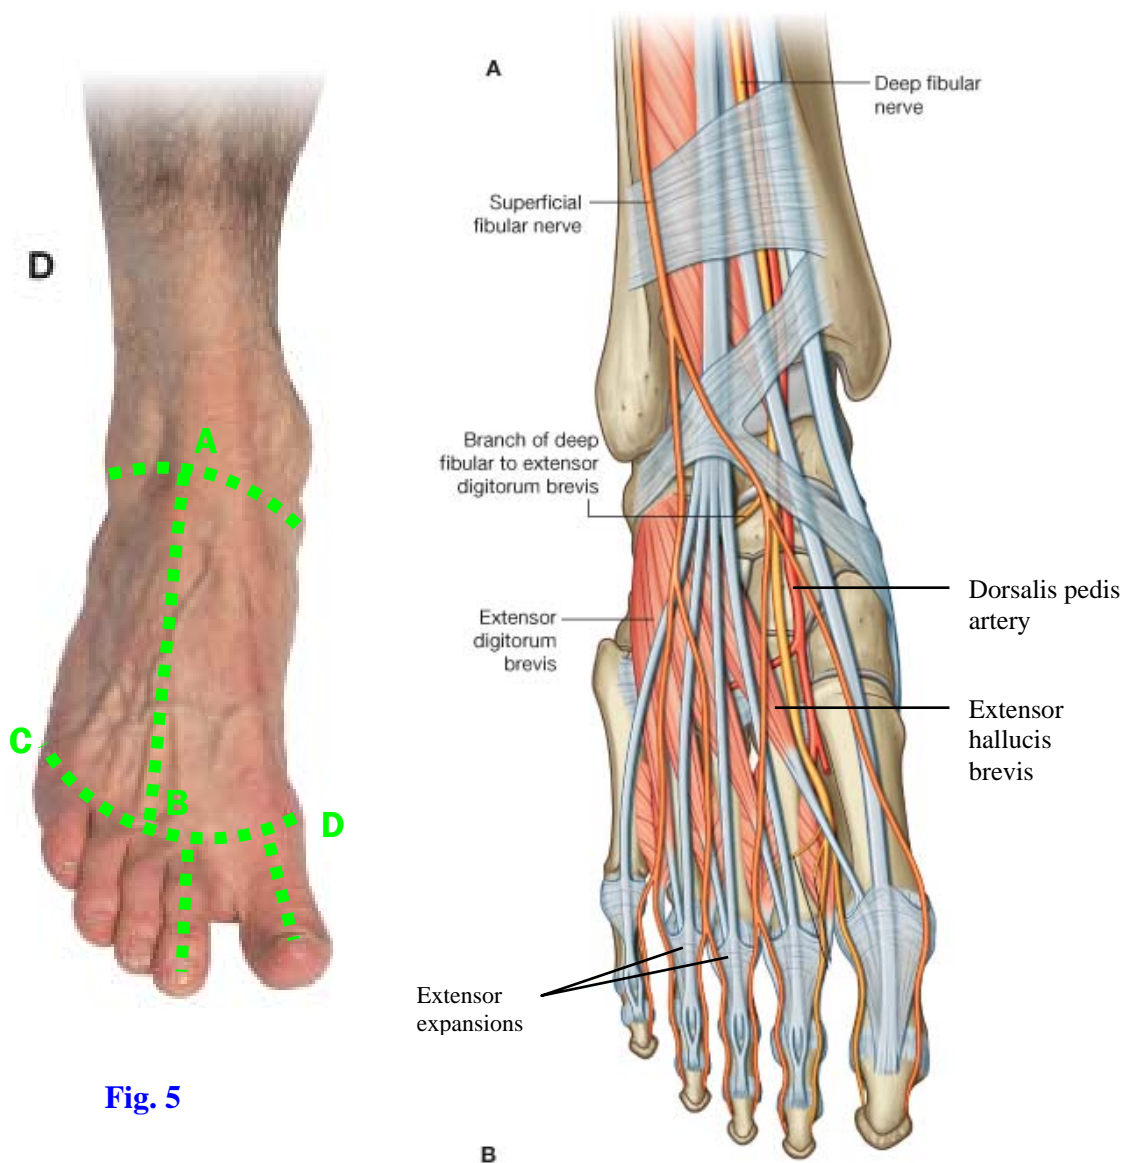 D
A
B
C
D
Fig. 5
A
Deep fibular
nerve
Superficial
fibular nerve
Branch of deep
fibular to extensor
digitorum brevis
Dorsalis pedis
artery
Extensor
digitorum
brevis
Extensor
hallucis
brevis
Extensor
expansions
B